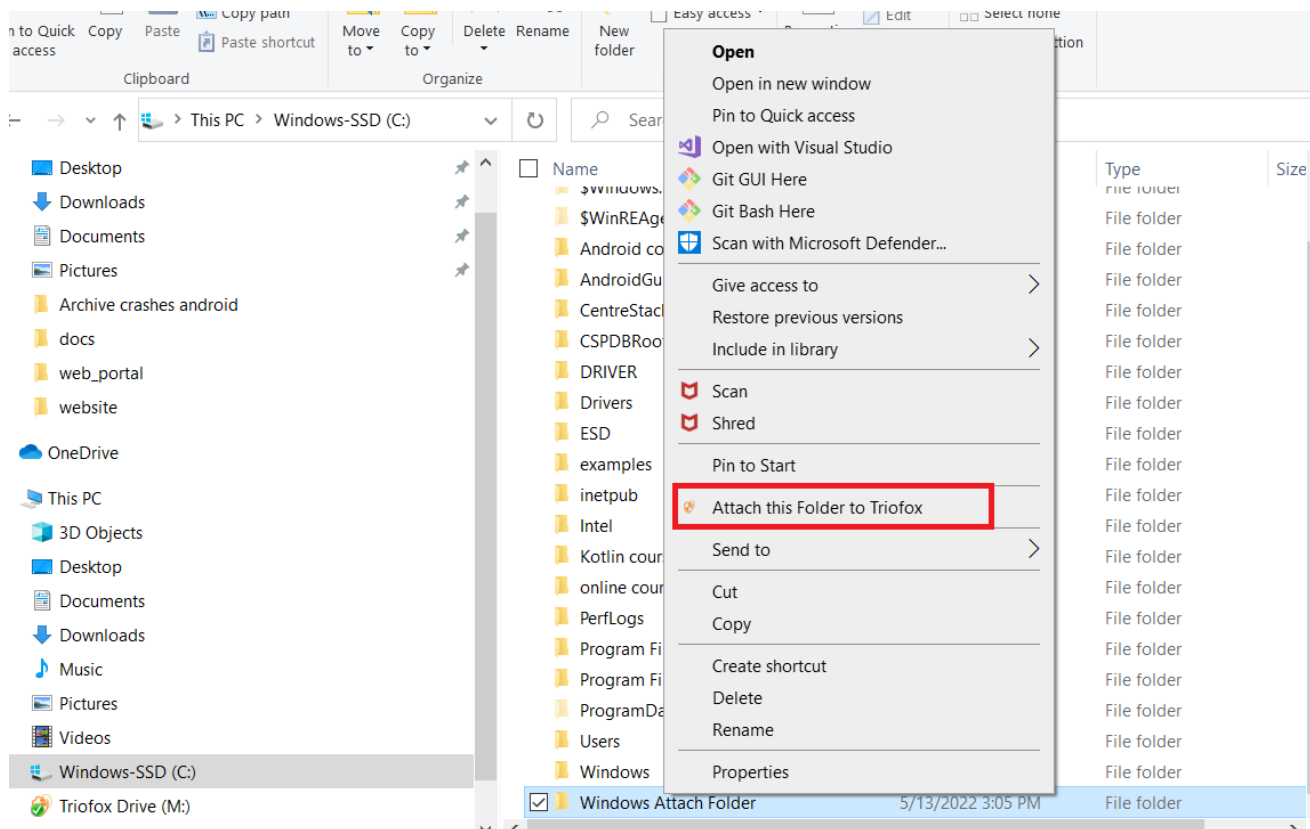 Copy path
Easy access
Edit
Select none
n to Quick
access
Copy
Paste
Paste shortcut
Move
to
Copy
to
Delete
Rename
New
folder
ction
Clipboard
Organize
This PC > Windows-SSD (C:)
Sear
Desktop
Downloads
Documents
Pictures
Archive crashes android
docs
web_portal
website
OneDrive
This PC
3D Objects
Desktop
Documents
Downloads
Music
Pictures
Videos
Windows-SSD (C:)
Triofox Drive (M:)
Name
Type
Size
$Windows.
File folder
$WinREAge
File folder
Android co
File folder
AndroidGu
File folder
CentreStac
File folder
CSPDBRoo
File folder
DRIVER
File folder
Drivers
File folder
ESD
File folder
examples
File folder
inetpub
File folder
Intel
File folder
Kotlin cour
File folder
online cour
File folder
PerfLogs
File folder
Program Fi
File folder
Program Fi
File folder
ProgramDa
File folder
Users
File folder
Windows
File folder
Windows Attach Folder
5/13/2022 3:05 PM
File folder
Open
Open in new window
Pin to Quick access
Open with Visual Studio
Git GUI Here
Git Bash Here
Scan with Microsoft Defender...
Give access to
Restore previous versions
Include in library
Scan
Shred
Pin to Start
Attach this Folder to Triofox
Send to
Cut
Copy
Create shortcut
Delete
Rename
Properties